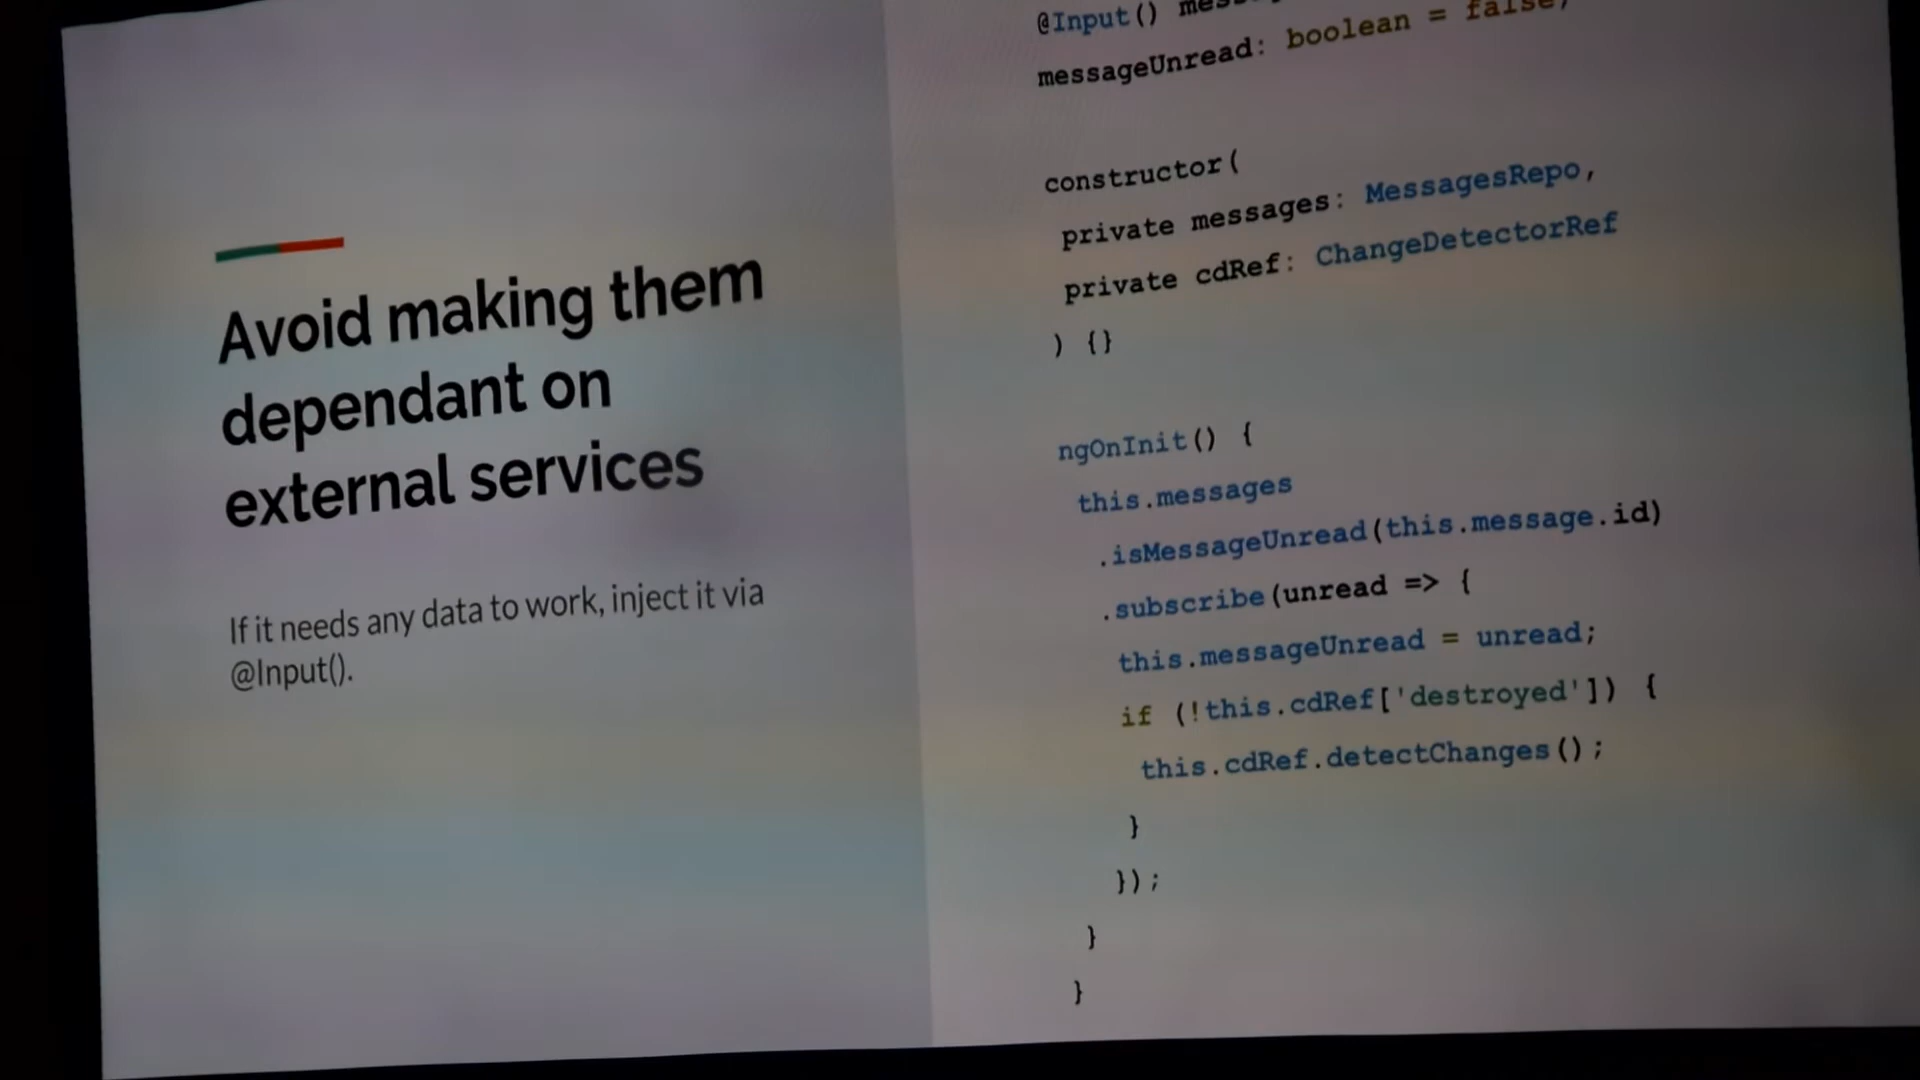 Avoid making them
dependant on
external services
If it needs any data to work, inject it via
@Input().
@Input()
messageUnread: boolean = false;
constructor(
private messages: MessagesRepo,
private cdRef: ChangeDetectorRef
) {}
ngOnInit() {
this.messages
.isMessageUnread(this.message.id)
.subscribe(unread => {
this.messageUnread = unread;
if (!this.cdRef['destroyed']) {
this.cdRef.detectChanges();
}
});
}
}